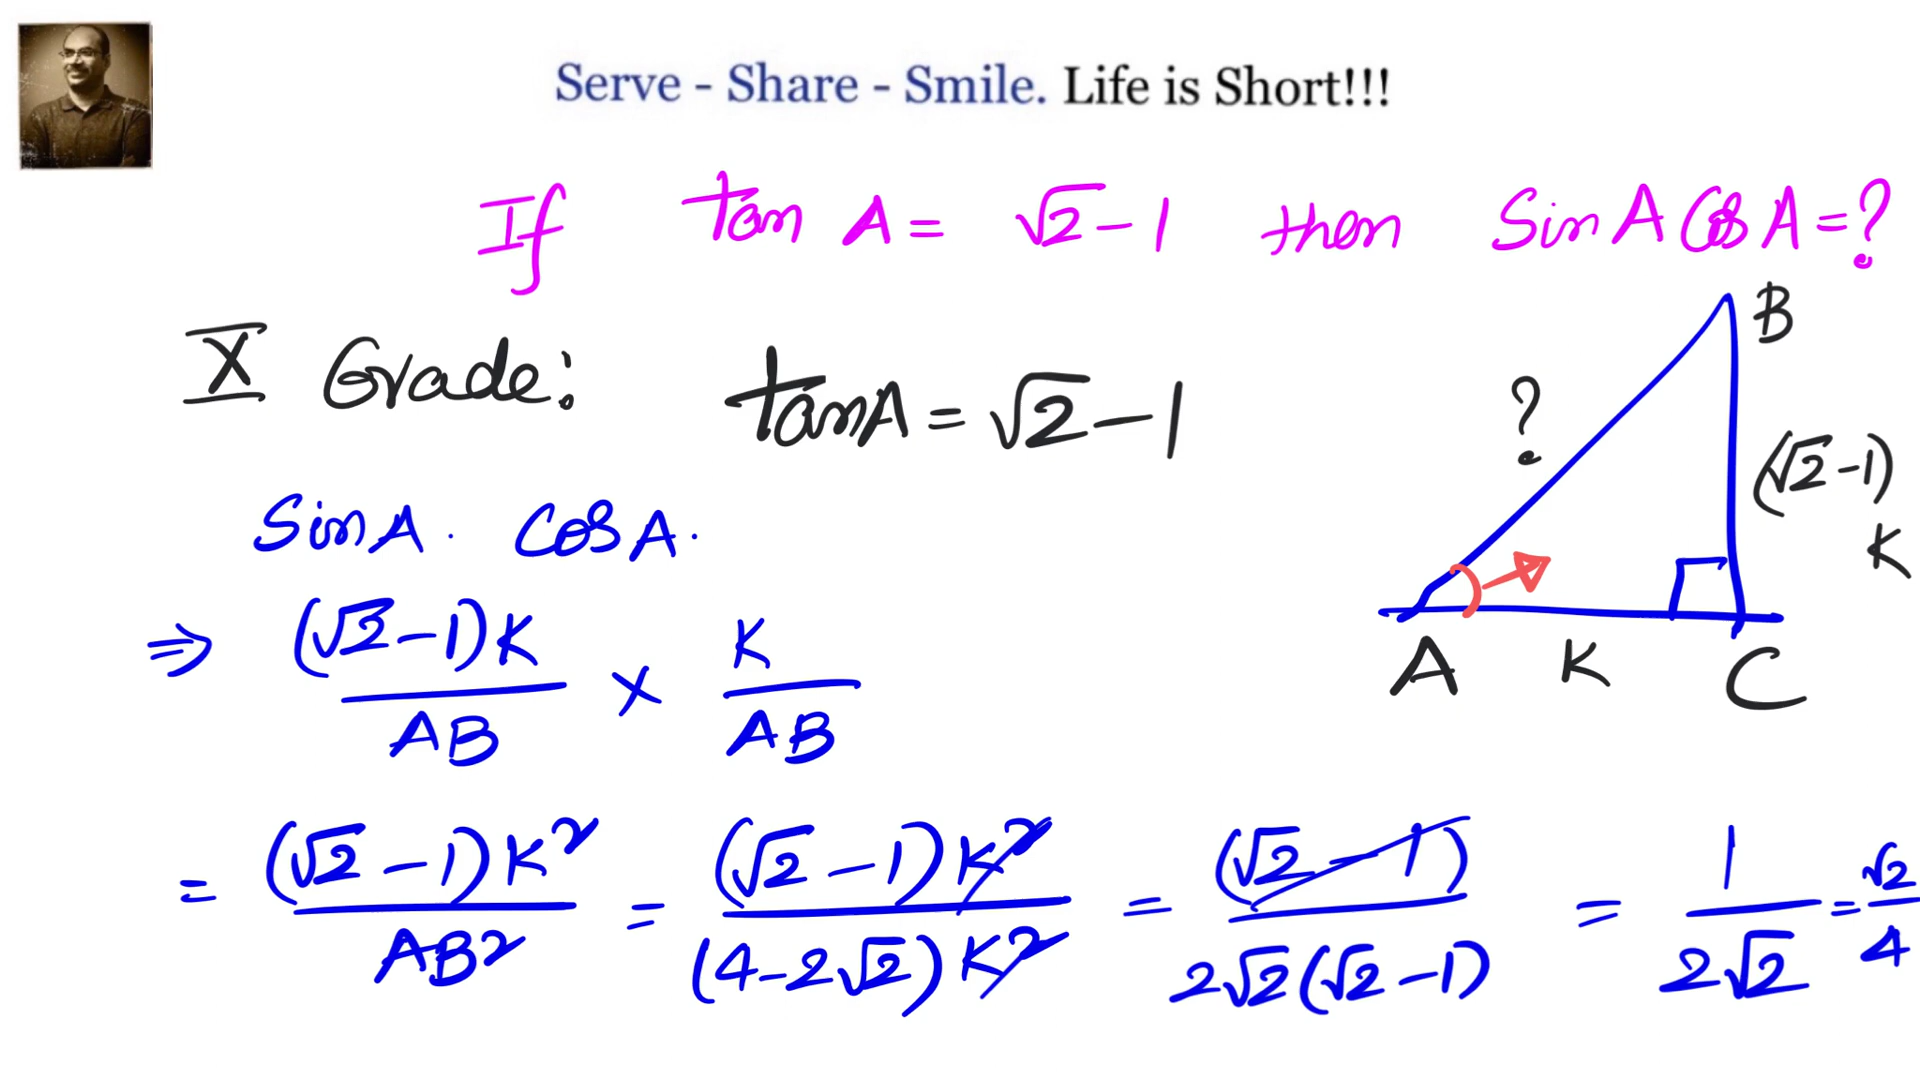 Serve - Share - Smile. Life is Short!!!
If tan A = √2-1 then Sin A Cos A = ?
X Grade: tanA = √2-1
B
?
(√2-1)
K
Sin A. Cos A.
⇒ (√2-1)K/AB × K/AB
A K C
= (√2-1)K²/AB² = (√2-1)K²/(4-2√2)K² = (√2-1)/2√2(√2-1) = 1/2√2 = √2/4